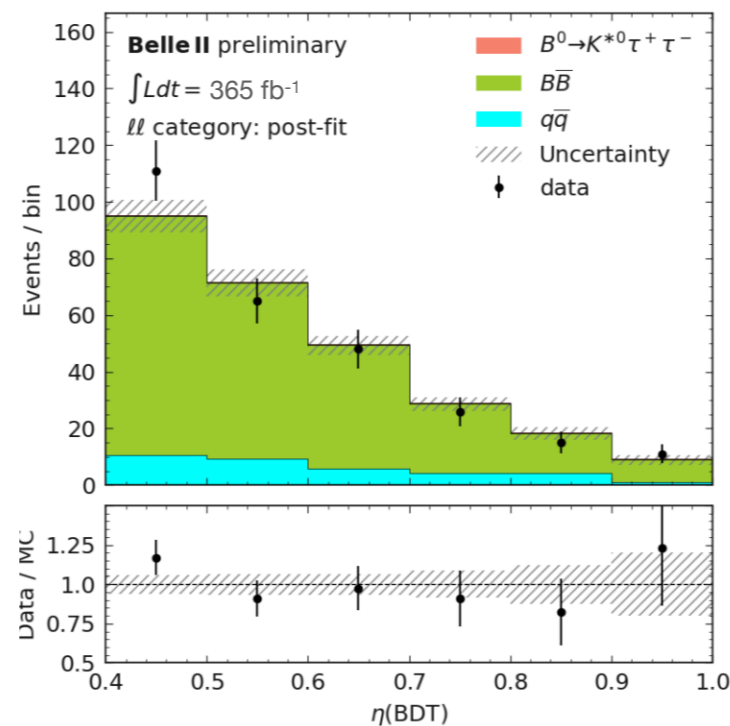 Belle II preliminary
∫Ldt = 365 fb⁻¹
ℓℓ category: post-fit
B⁰→K*⁰τ⁺τ⁻
BB̅
qq̅
Uncertainty
data
Events / bin
160
140
120
100
80
60
40
20
0
Data / MC
1.25
1.0
0.75
0.5
0.4 0.5 0.6 0.7 0.8 0.9 1.0
η(BDT)